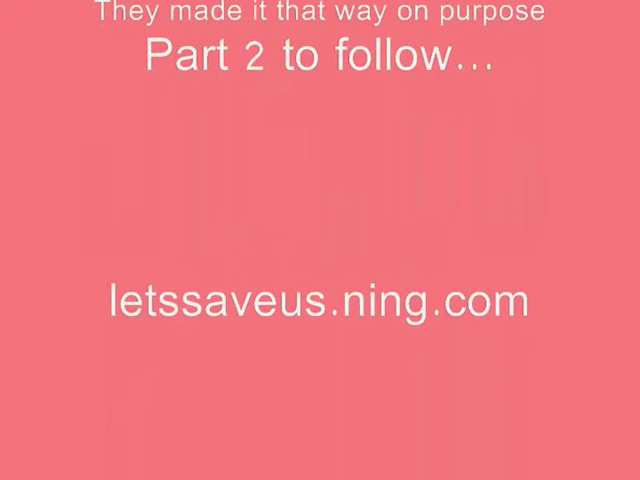 They made it that way on purpose
Part 2 to follow...
letssaveus.ning.com